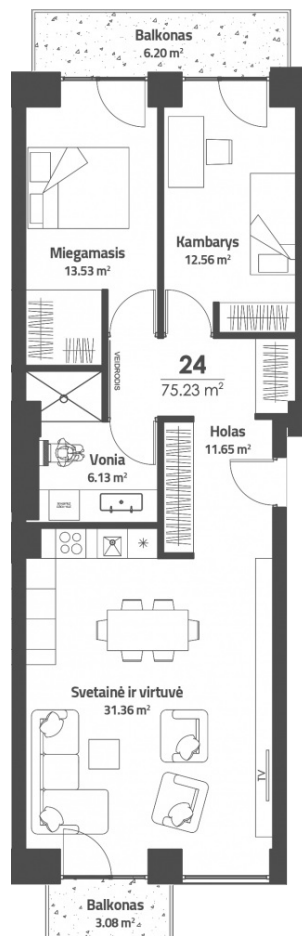 Balkonas
6.20 m²
Miegamasis
13.53 m²
Kambarys
12.56 m²
VEIDRODIS
24
75.23 m²
Holas
11.65 m²
Vonia
6.13 m²
Svetainė ir virtuvė
31.36 m²
TV
Balkonas
3.08 m²